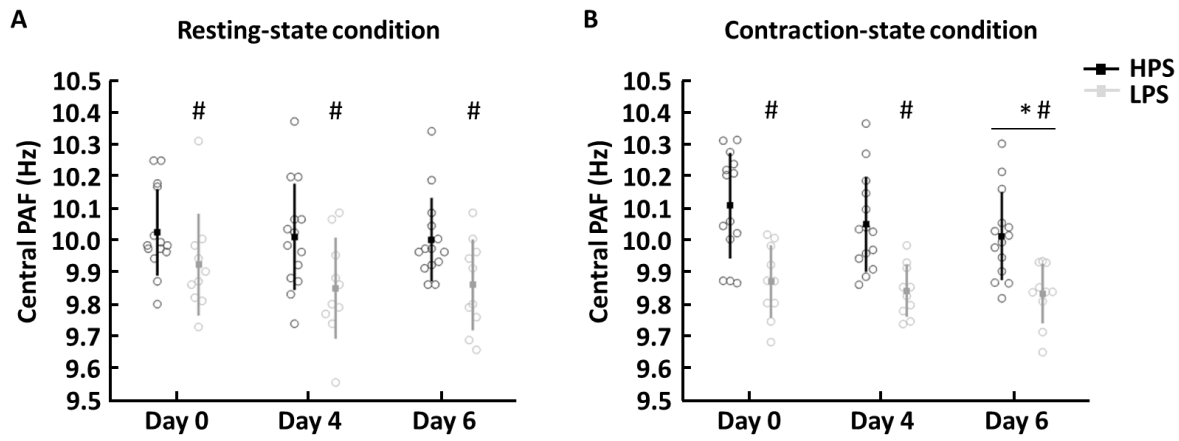 A
Resting-state condition
Central PAF (Hz)
10.5
10.4
10.3
10.2
10.1
10.0
9.9
9.8
9.7
9.6
9.5
# # #
Day 0 Day 4 Day 6
B
Contraction-state condition
HPS
LPS
Central PAF (Hz)
10.5
10.4
10.3
10.2
10.1
10.0
9.9
9.8
9.7
9.6
9.5
# # * #
Day 0 Day 4 Day 6